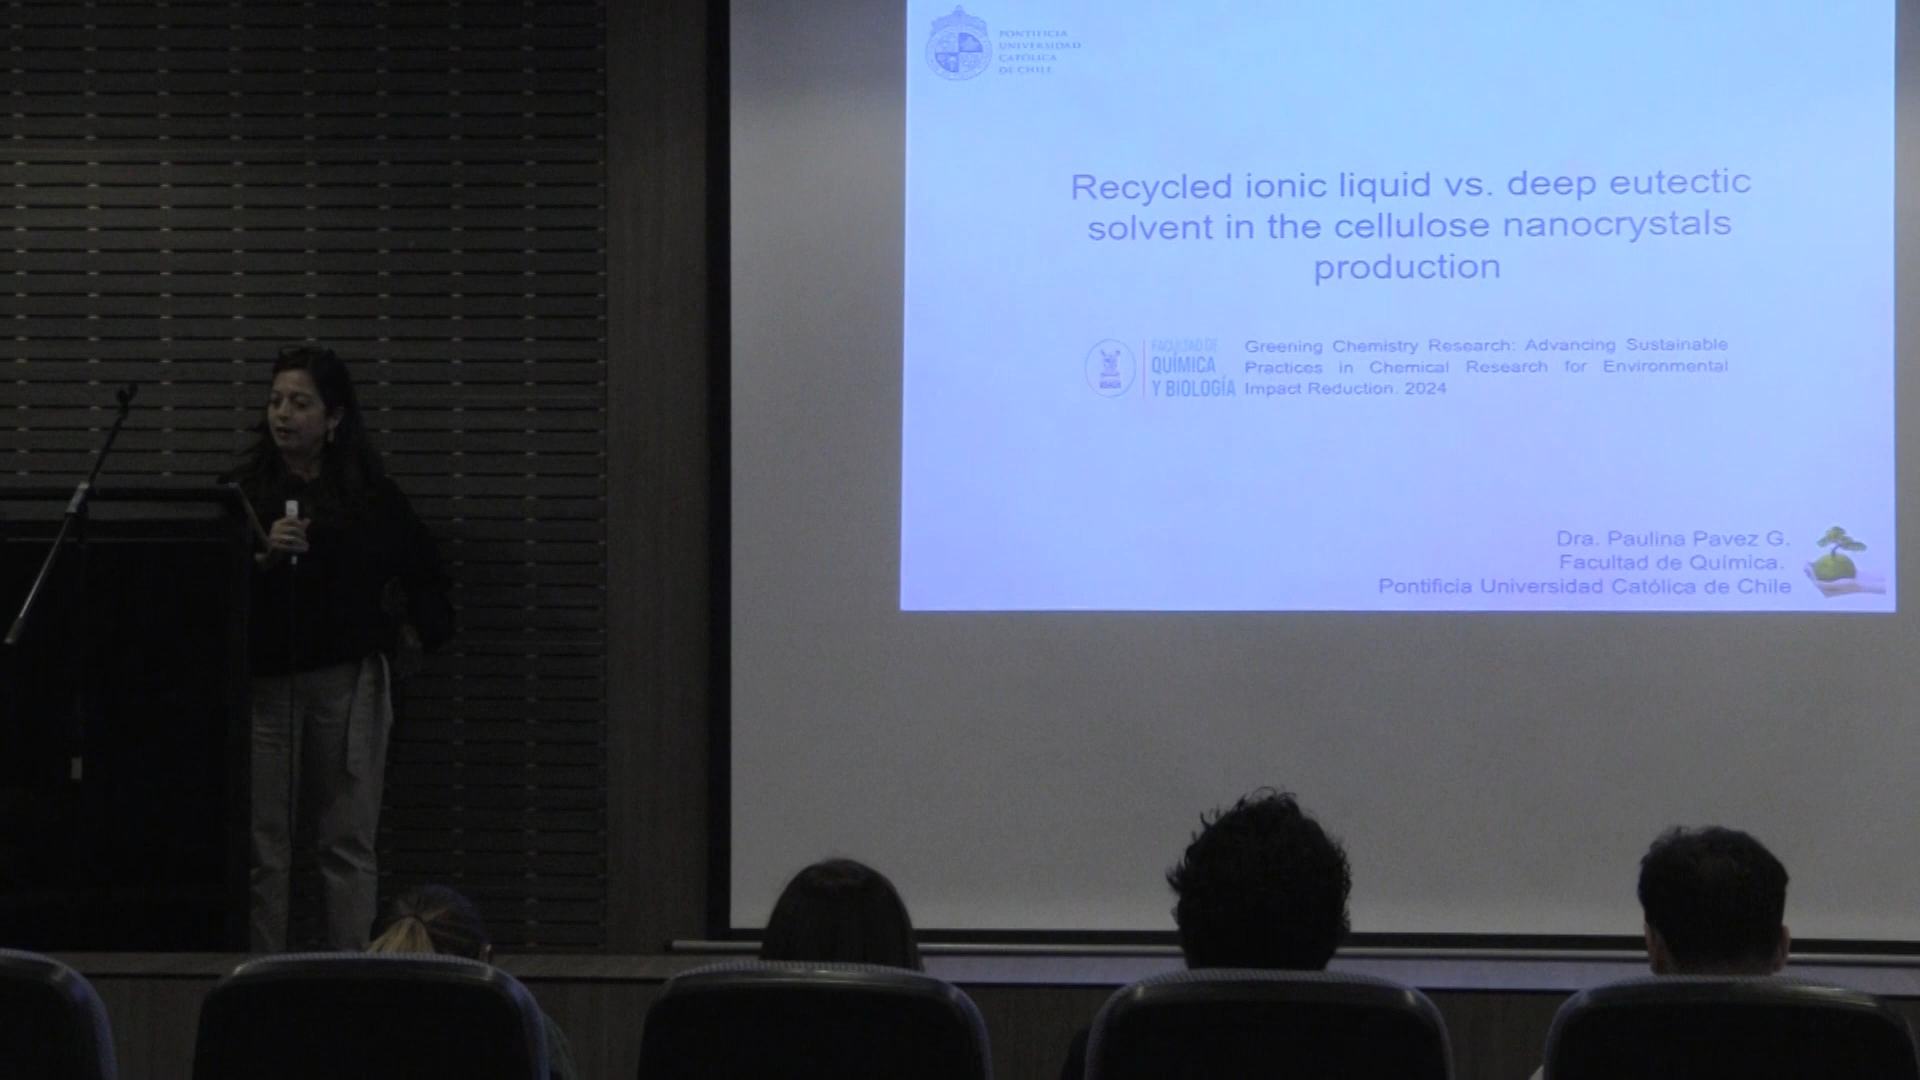 PONTIFICIA
UNIVERSIDAD
CATÓLICA
DE CHILE
Recycled ionic liquid vs. deep eutectic
solvent in the cellulose nanocrystals
production
FACULTAD DE
QUÍMICA
Y BIOLOGÍA
Greening Chemistry Research: Advancing Sustainable
Practices in Chemical Research for Environmental
Impact Reduction. 2024
Dra. Paulina Pavez G.
Facultad de Química.
Pontificia Universidad Católica de Chile